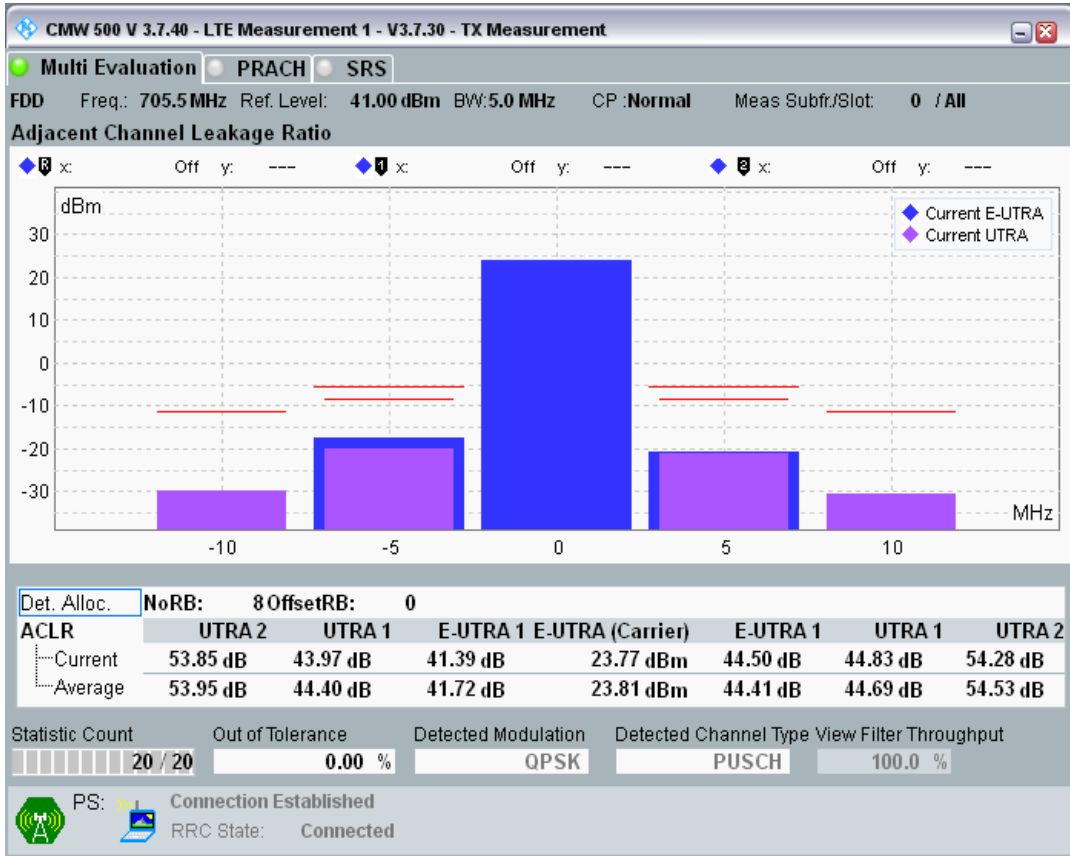 CMW 500 V 3.7.40 - LTE Measurement 1 - V3.7.30 - TX Measurement
Multi Evaluation PRACH SRS
FDD Freq.: 705.5 MHz Ref. Level: 41.00 dBm BW: 5.0 MHz CP : Normal Meas Subfr./Slot: 0 / All
Adjacent Channel Leakage Ratio
R x: Off y: --- 1 x: Off y: --- 2 x: Off y: ---
dBm
Current E-UTRA
Current UTRA
30
20
10
0
-10
-20
-30
MHz
-10 -5 0 5 10
Det. Alloc. NoRB: 8 OffsetRB: 0
ACLR UTRA 2 UTRA 1 E-UTRA 1 E-UTRA (Carrier) E-UTRA 1 UTRA 1 UTRA 2
Current 53.85 dB 43.97 dB 41.39 dB 23.77 dBm 44.50 dB 44.83 dB 54.28 dB
Average 53.95 dB 44.40 dB 41.72 dB 23.81 dBm 44.41 dB 44.69 dB 54.53 dB
Statistic Count Out of Tolerance Detected Modulation Detected Channel Type View Filter Throughput
20 / 20 0.00 % QPSK PUSCH 100.0 %
PS: Connection Established
RRC State: Connected